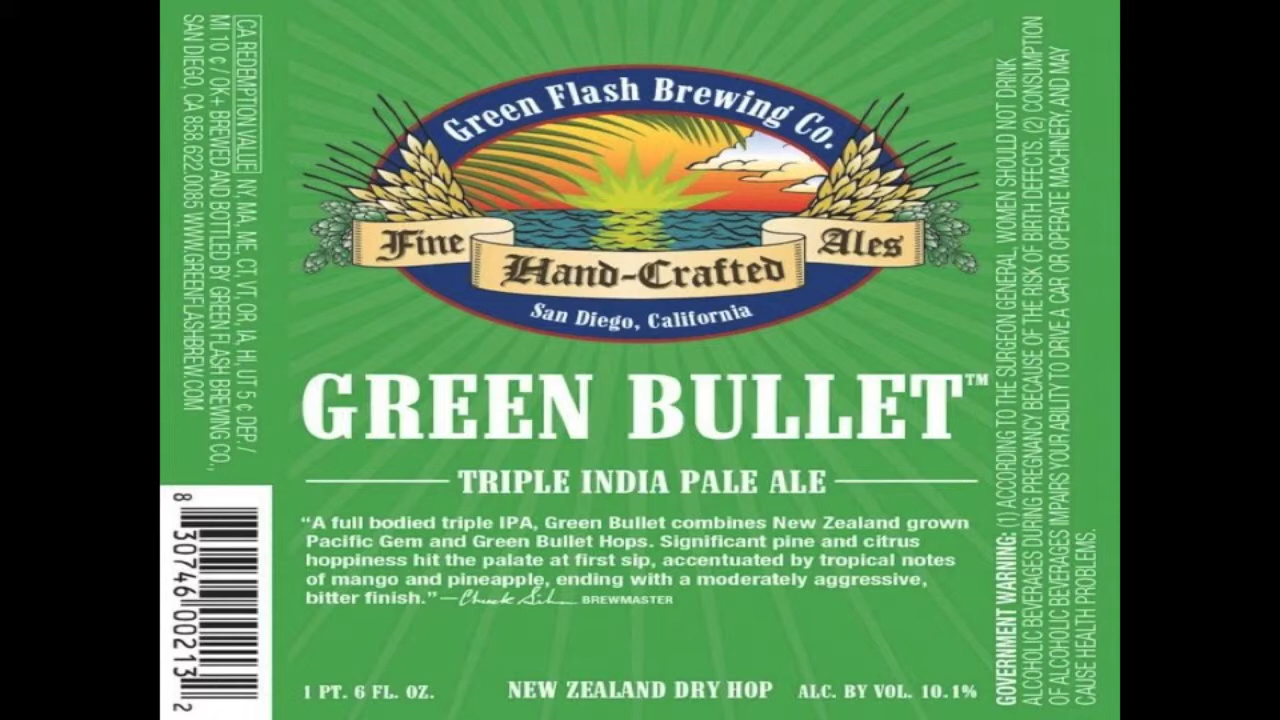 CA REDEMPTION VALUE NY, MA, ME, CT, VT, OR, IA, HI, UT 5 ¢ DEP. /
MI 10 ¢ / OK+ BREWED AND BOTTLED BY GREEN FLASH BREWING CO.,
SAN DIEGO, CA 858.622.0085 WWW.GREENFLASHBREW.COM
8 30746 00213 2
Green Flash Brewing Co.
Fine
Hand-Crafted
Ales
San Diego, California
GREEN BULLET™
TRIPLE INDIA PALE ALE
“A full bodied triple IPA, Green Bullet combines New Zealand grown
Pacific Gem and Green Bullet Hops. Significant pine and citrus
hoppiness hit the palate at first sip, accentuated by tropical notes
of mango and pineapple, ending with a moderately aggressive,
bitter finish.” — Chuck BREWMASTER
1 PT. 6 FL. OZ.
NEW ZEALAND DRY HOP
ALC. BY VOL. 10.1%
GOVERNMENT WARNING: (1) ACCORDING TO THE SURGEON GENERAL, WOMEN SHOULD NOT DRINK
ALCOHOLIC BEVERAGES DURING PREGNANCY BECAUSE OF THE RISK OF BIRTH DEFECTS. (2) CONSUMPTION
OF ALCOHOLIC BEVERAGES IMPAIRS YOUR ABILITY TO DRIVE A CAR OR OPERATE MACHINERY, AND MAY
CAUSE HEALTH PROBLEMS.